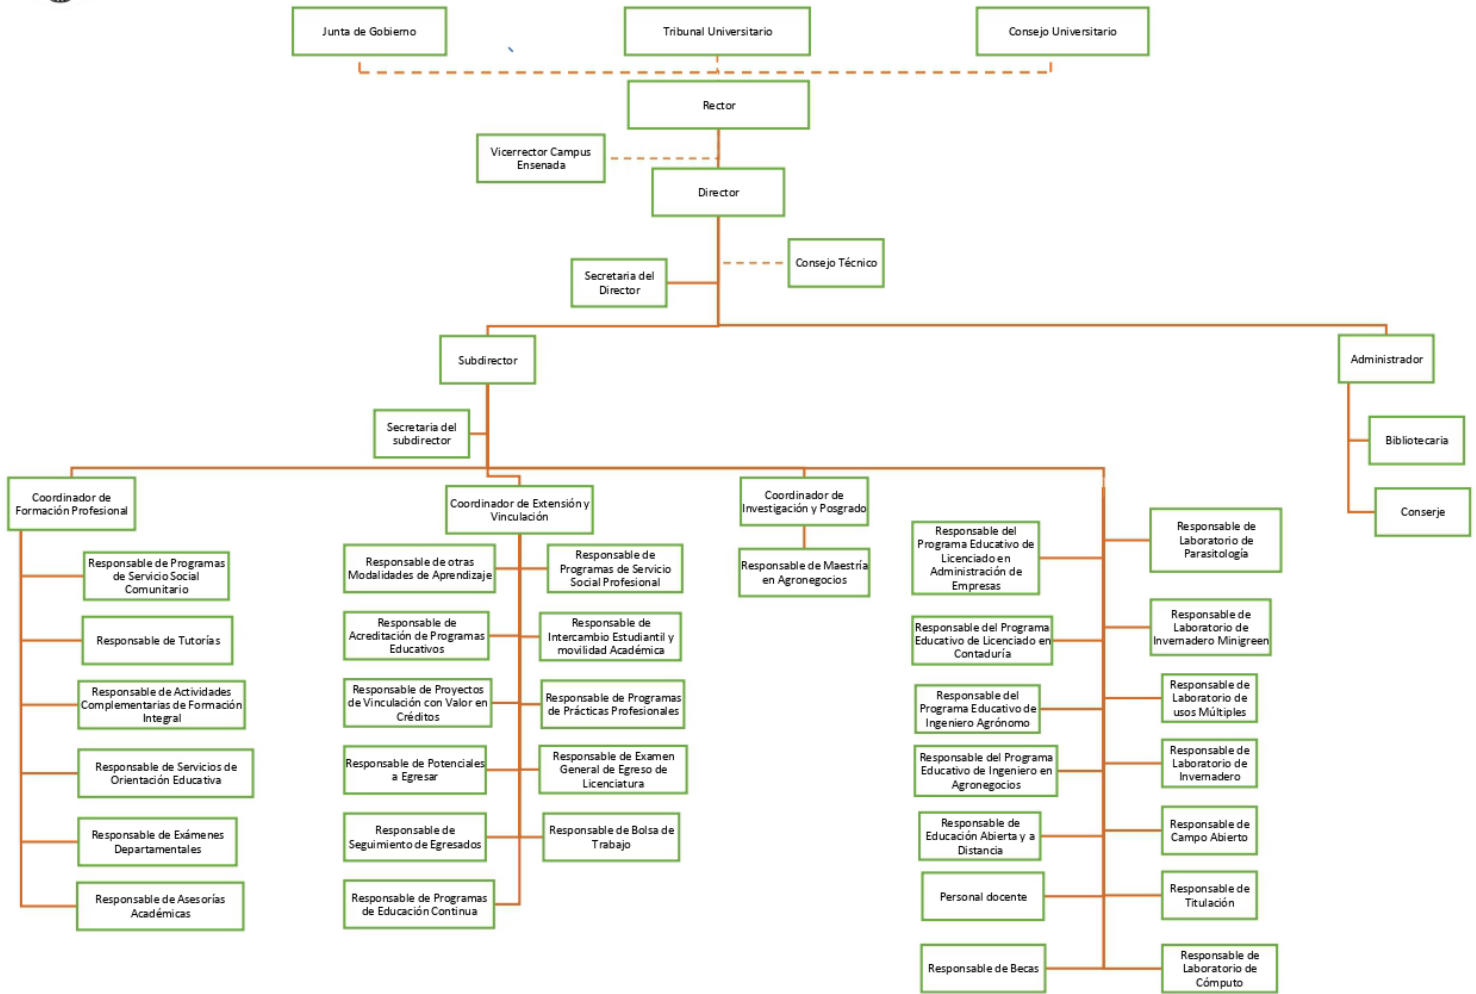 Junta de Gobierno
Tribunal Universitario
Consejo Universitario
Rector
Vicerrector Campus
Ensenada
Director
Consejo Técnico
Secretaria del
Director
Subdirector
Administrador
Secretaria del
subdirector
Bibliotecaria
Conserje
Coordinador de
Formación Profesional
Responsable de Programas
de Servicio Social
Comunitario
Responsable de Tutorías
Responsable de Actividades
Complementarias de Formación
Integral
Responsable de Servicios de
Orientación Educativa
Responsable de Exámenes
Departamentales
Responsable de Asesorías
Académicas
Coordinador de Extensión y
Vinculación
Responsable de otras
Modalidades de Aprendizaje
Responsable de
Programas de Servicio
Social Profesional
Responsable de
Acreditación de Programas
Educativos
Responsable de
Intercambio Estudiantil y
movilidad Académica
Responsable de Proyectos
de Vinculación con Valor en
Créditos
Responsable de Programas
de Prácticas Profesionales
Responsable de Potenciales
a Egresar
Responsable de Examen
General de Egreso de
Licenciatura
Responsable de
Seguimiento de Egresados
Responsable de Bolsa de
Trabajo
Responsable de Programas
de Educación Continua
Coordinador de
Investigación y Posgrado
Responsable de Maestría
en Agronegocios
Responsable del
Programa Educativo de
Licenciado en
Administración de
Empresas
Responsable de
Laboratorio de
Parasitología
Responsable del Programa
Educativo de Licenciado en
Contaduría
Responsable de
Laboratorio de
Invernadero Minigreen
Responsable del
Programa Educativo de
Ingeniero Agrónomo
Responsable de
Laboratorio de
usos Múltiples
Responsable del Programa
Educativo de Ingeniero en
Agronegocios
Responsable de
Laboratorio de
Invernadero
Responsable de
Educación Abierta y a
Distancia
Responsable de
Campo Abierto
Personal docente
Responsable de
Titulación
Responsable de Becas
Responsable de
Laboratorio de
Cómputo